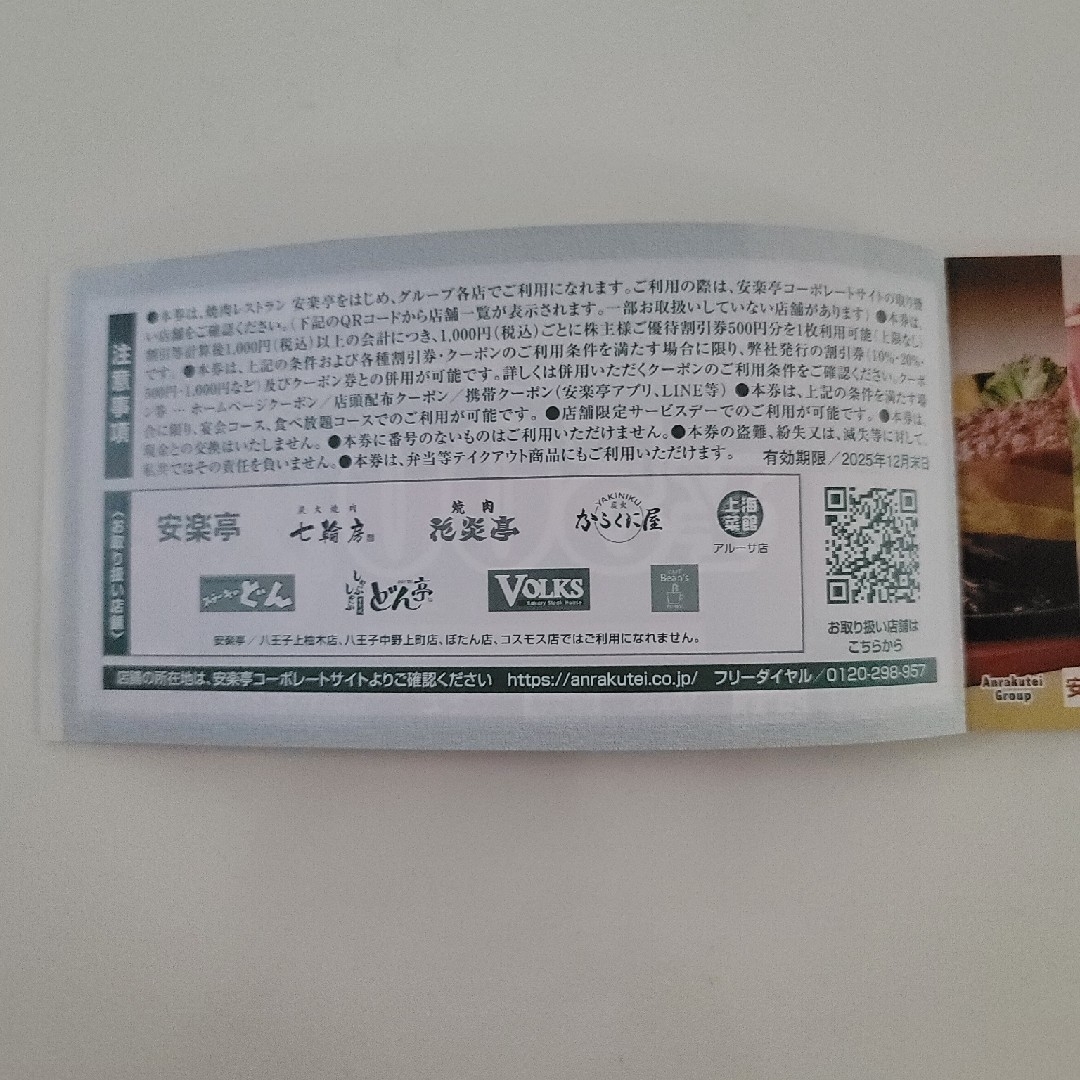 注意事項
●本券は、焼肉レストラン 安楽亭をはじめ、グループ各店でご利用になれます。ご利用の際は、安楽亭コーポレートサイトの取り扱
い店舗をご確認ください。(下記のQRコードから店舗一覧が表示されます。一部お取扱いしていない店舗があります) ●本券は、
割引等計算後1,000円(税込)以上の会計につき、1,000円(税込)ごとに株主様ご優待割引券500円分を1枚利用可能(上限なし)
です。 ●本券は、上記の条件および各種割引券・クーポンのご利用条件を満たす場合に限り、弊社発行の割引券(10%・20%・
500円・1,000円など)及びクーポン券との併用が可能です。詳しくは併用いただくクーポンのご利用条件をご確認ください。クーポ
ン券 … ホームページクーポン／店頭配布クーポン／携帯クーポン(安楽亭アプリ、LINE等) ●本券は、上記の条件を満たす場
合に限り、宴会コース、食べ放題コースでのご利用が可能です。 ●店舗限定サービスデーでのご利用が可能です。 ●本券は、
現金との交換はいたしません。 ●本券に番号のないものはご利用いただけません。 ●本券の盗難、紛失又は、滅失等に対して、
私共ではその責任を負いません。 ●本券は、弁当等テイクアウト商品にもご利用いただけます。 有効期限／2025年12月末日
〈お取り扱い店舗〉
安楽亭
炭火焼肉
七輪房
焼肉
花炎亭
YAKINIKU
炭火
からくに屋
上海菜館
アルーサ店
ステーキのどん
しゃぶしゃぶ どん亭
VOLKS
Bakery Steak House
Bean's
安楽亭／八王子上柚木店、八王子中野上町店、ぼたん店、コスモス店ではご利用になれません。
お取り扱い店舗は
こちらから
店舗の所在地は、安楽亭コーポレートサイトよりご確認ください https://anrakutei.co.jp/ フリーダイヤル／0120-298-957
Anrakutei
Group
安